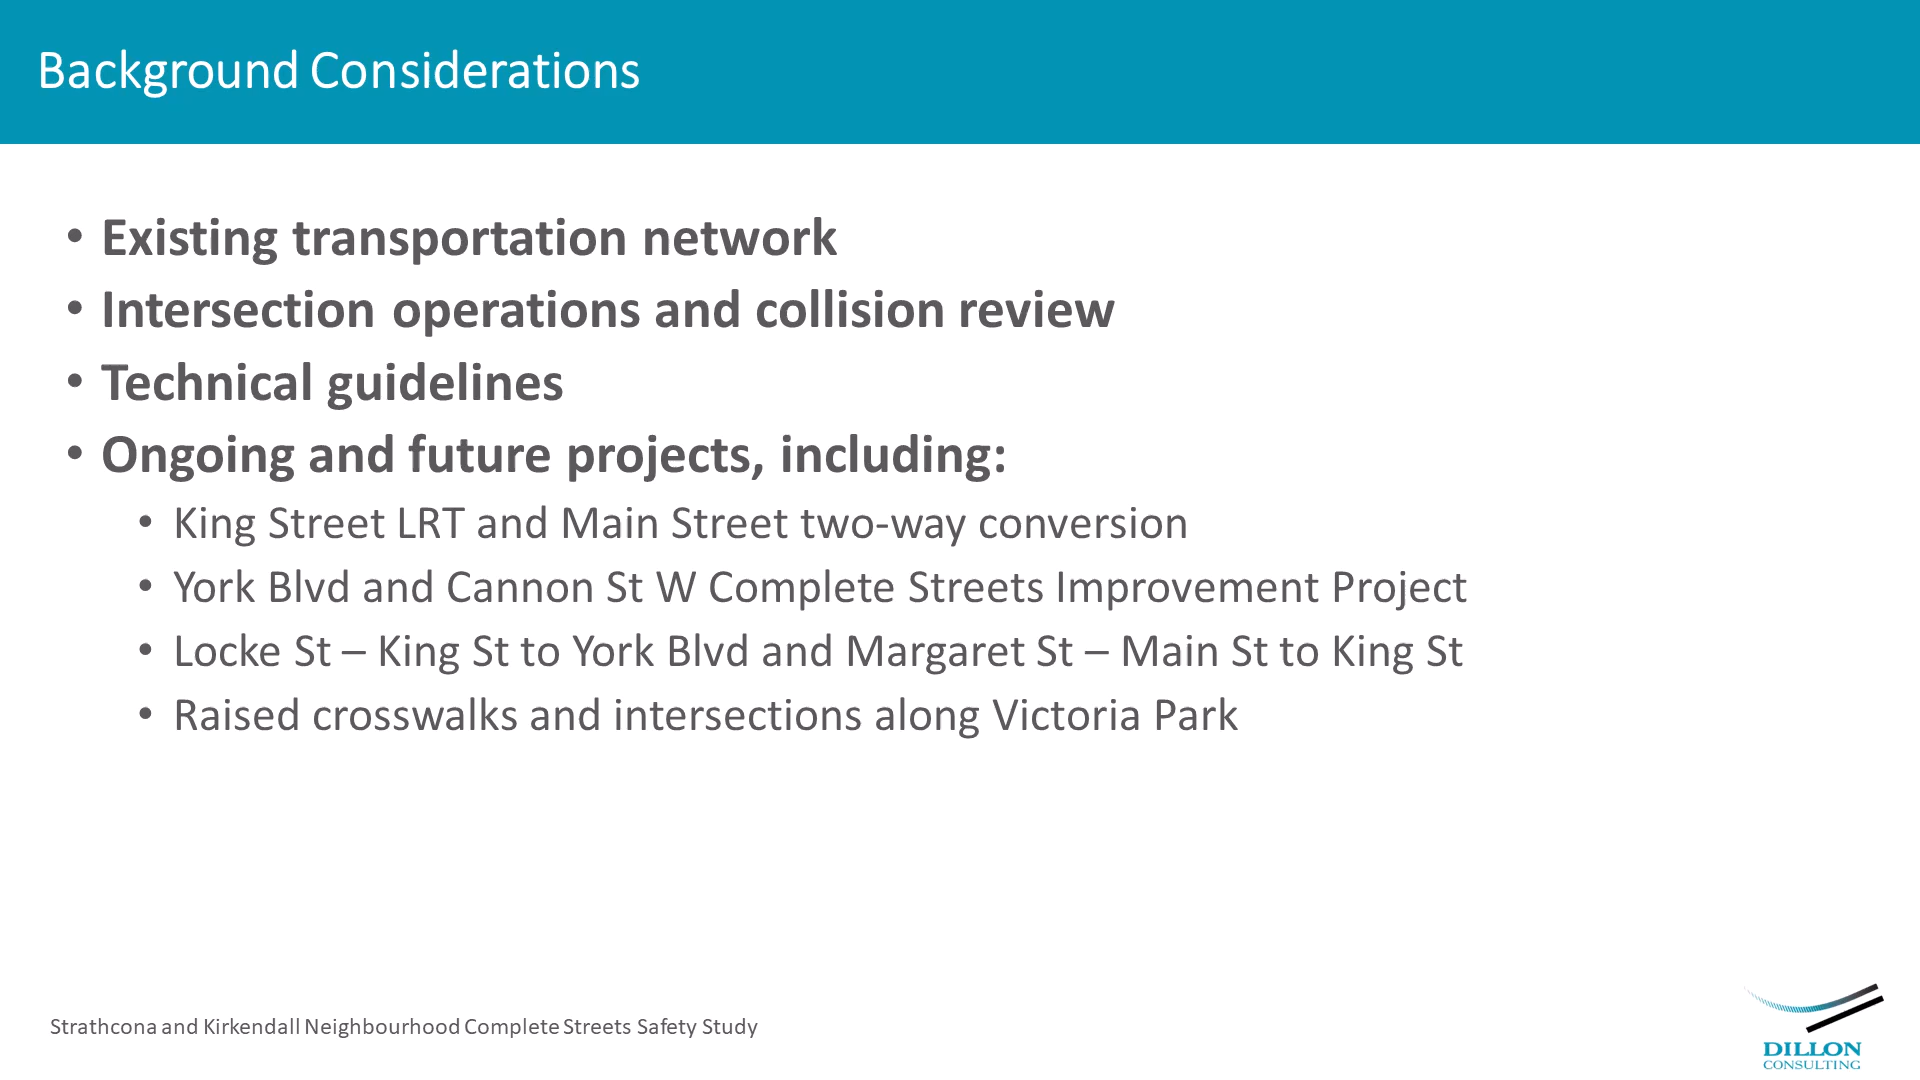 Background Considerations
• Existing transportation network
• Intersection operations and collision review
• Technical guidelines
• Ongoing and future projects, including:
• King Street LRT and Main Street two-way conversion
• York Blvd and Cannon St W Complete Streets Improvement Project
• Locke St – King St to York Blvd and Margaret St – Main St to King St
• Raised crosswalks and intersections along Victoria Park
Strathcona and Kirkendall Neighbourhood Complete Streets Safety Study
DILLON
CONSULTING